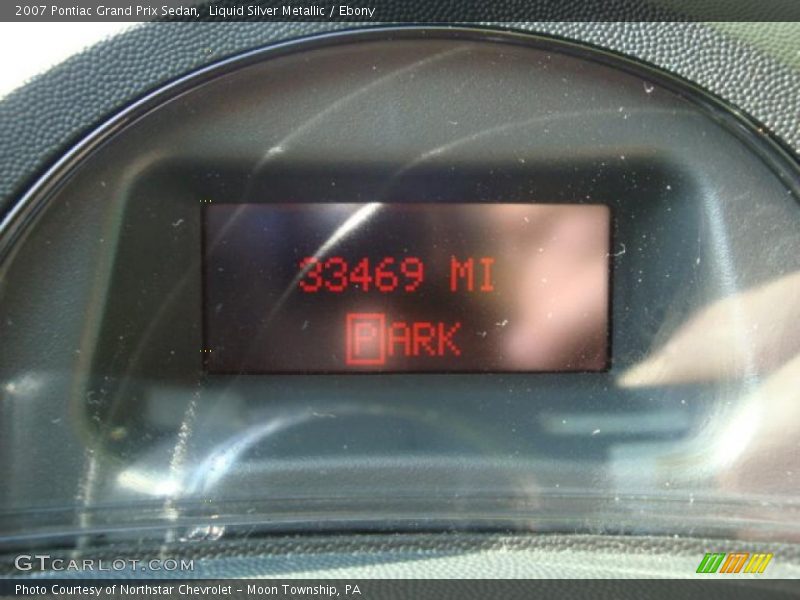 2007 Pontiac Grand Prix Sedan, Liquid Silver Metallic / Ebony
33469 MI
PARK
GTCARLOT.COM
Photo Courtesy of Northstar Chevrolet - Moon Township, PA